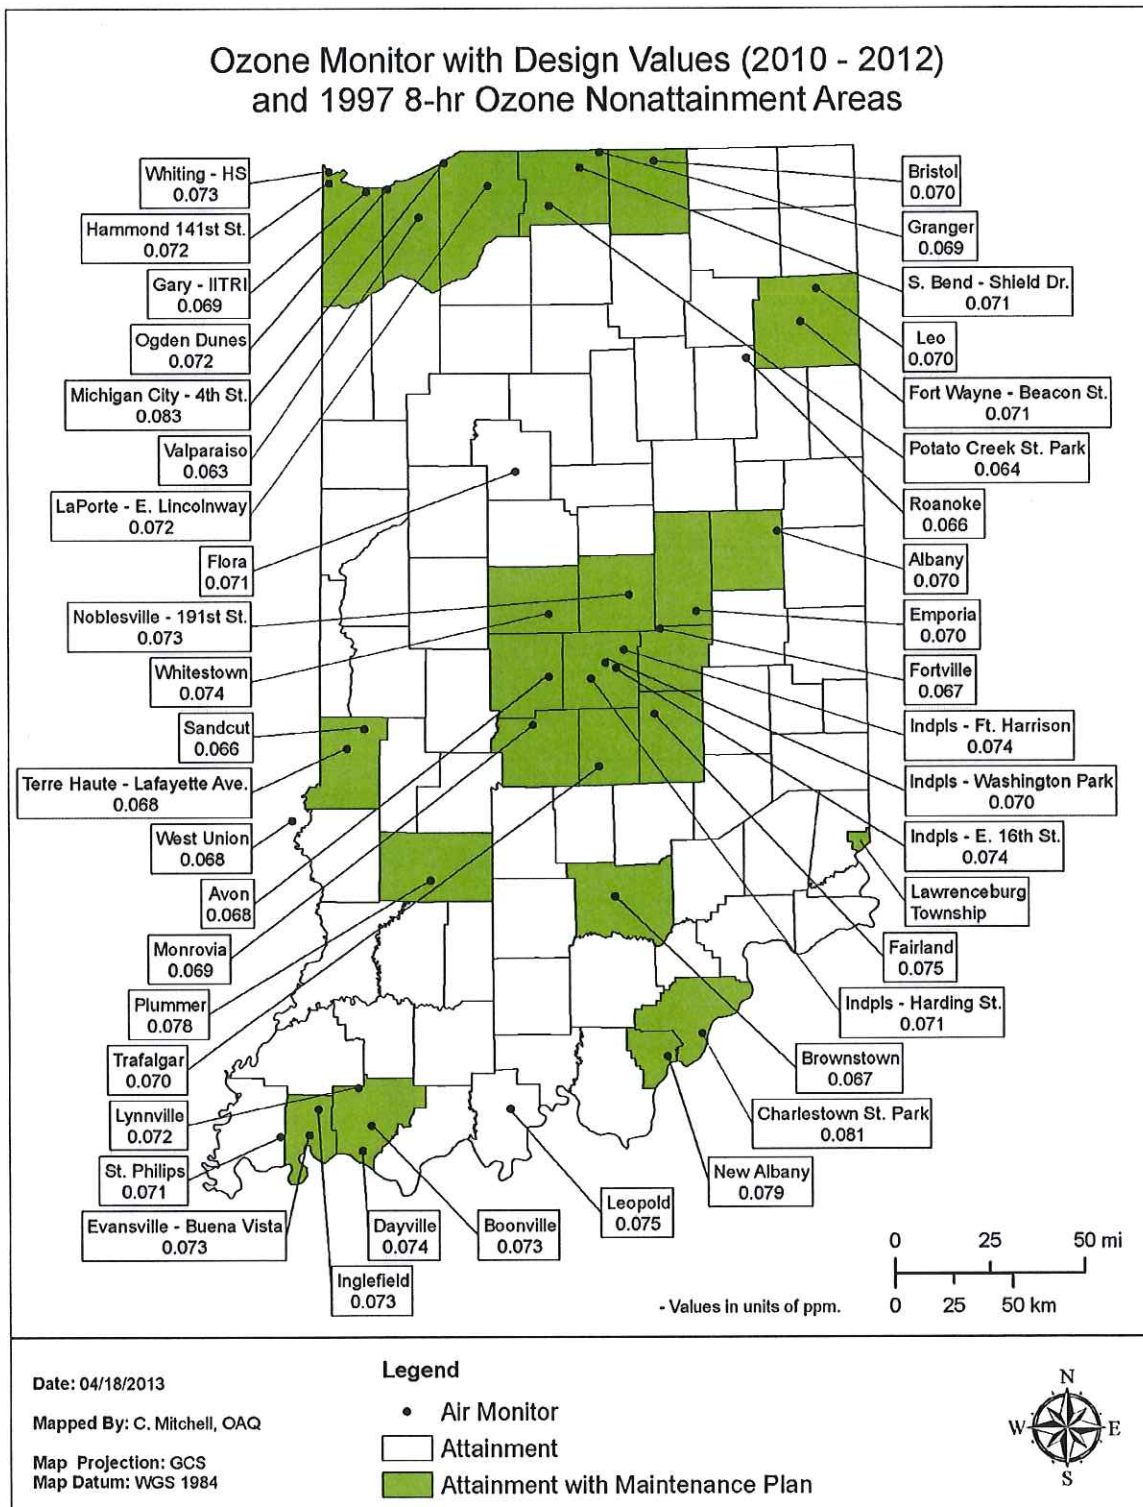 Ozone Monitor with Design Values (2010 - 2012)
and 1997 8-hr Ozone Nonattainment Areas
Whiting - HS
0.073
Hammond 141st St.
0.072
Gary - IITRI
0.069
Ogden Dunes
0.072
Michigan City - 4th St.
0.083
Valparaiso
0.063
LaPorte - E. Lincolnway
0.072
Flora
0.071
Noblesville - 191st St.
0.073
Whitestown
0.074
Sandcut
0.066
Terre Haute - Lafayette Ave.
0.068
West Union
0.068
Avon
0.068
Monrovia
0.069
Plummer
0.078
Trafalgar
0.070
Lynnville
0.072
St. Philips
0.071
Evansville - Buena Vista
0.073
Inglefield
0.073
Dayville
0.074
Boonville
0.073
Leopold
0.075
New Albany
0.079
Charlestown St. Park
0.081
Brownstown
0.067
Indpls - Harding St.
0.071
Fairland
0.075
Lawrenceburg
Township
Indpls - E. 16th St.
0.074
Indpls - Washington Park
0.070
Indpls - Ft. Harrison
0.074
Fortville
0.067
Emporia
0.070
Albany
0.070
Roanoke
0.066
Potato Creek St. Park
0.064
Fort Wayne - Beacon St.
0.071
Leo
0.070
S. Bend - Shield Dr.
0.071
Granger
0.069
Bristol
0.070
0 25 50 mi
0 25 50 km
- Values in units of ppm.
Date: 04/18/2013
Mapped By: C. Mitchell, OAQ
Map Projection: GCS
Map Datum: WGS 1984
Legend
Air Monitor
Attainment
Attainment with Maintenance Plan
N
W E
S